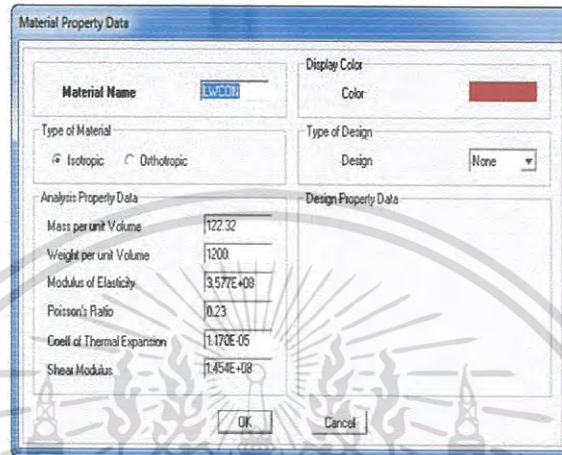 Material Property Data
Material Name LWCON
Display Color
Color
Type of Material
Isotropic Orthotropic
Type of Design
Design None
Analysis Property Data
Mass per unit Volume 122.32
Weight per unit Volume 1200.
Modulus of Elasticity 3.577E+08
Poisson's Ratio 0.23
Coeff of Thermal Expansion 1.170E-05
Shear Modulus 1.454E+08
Design Property Data
OK Cancel